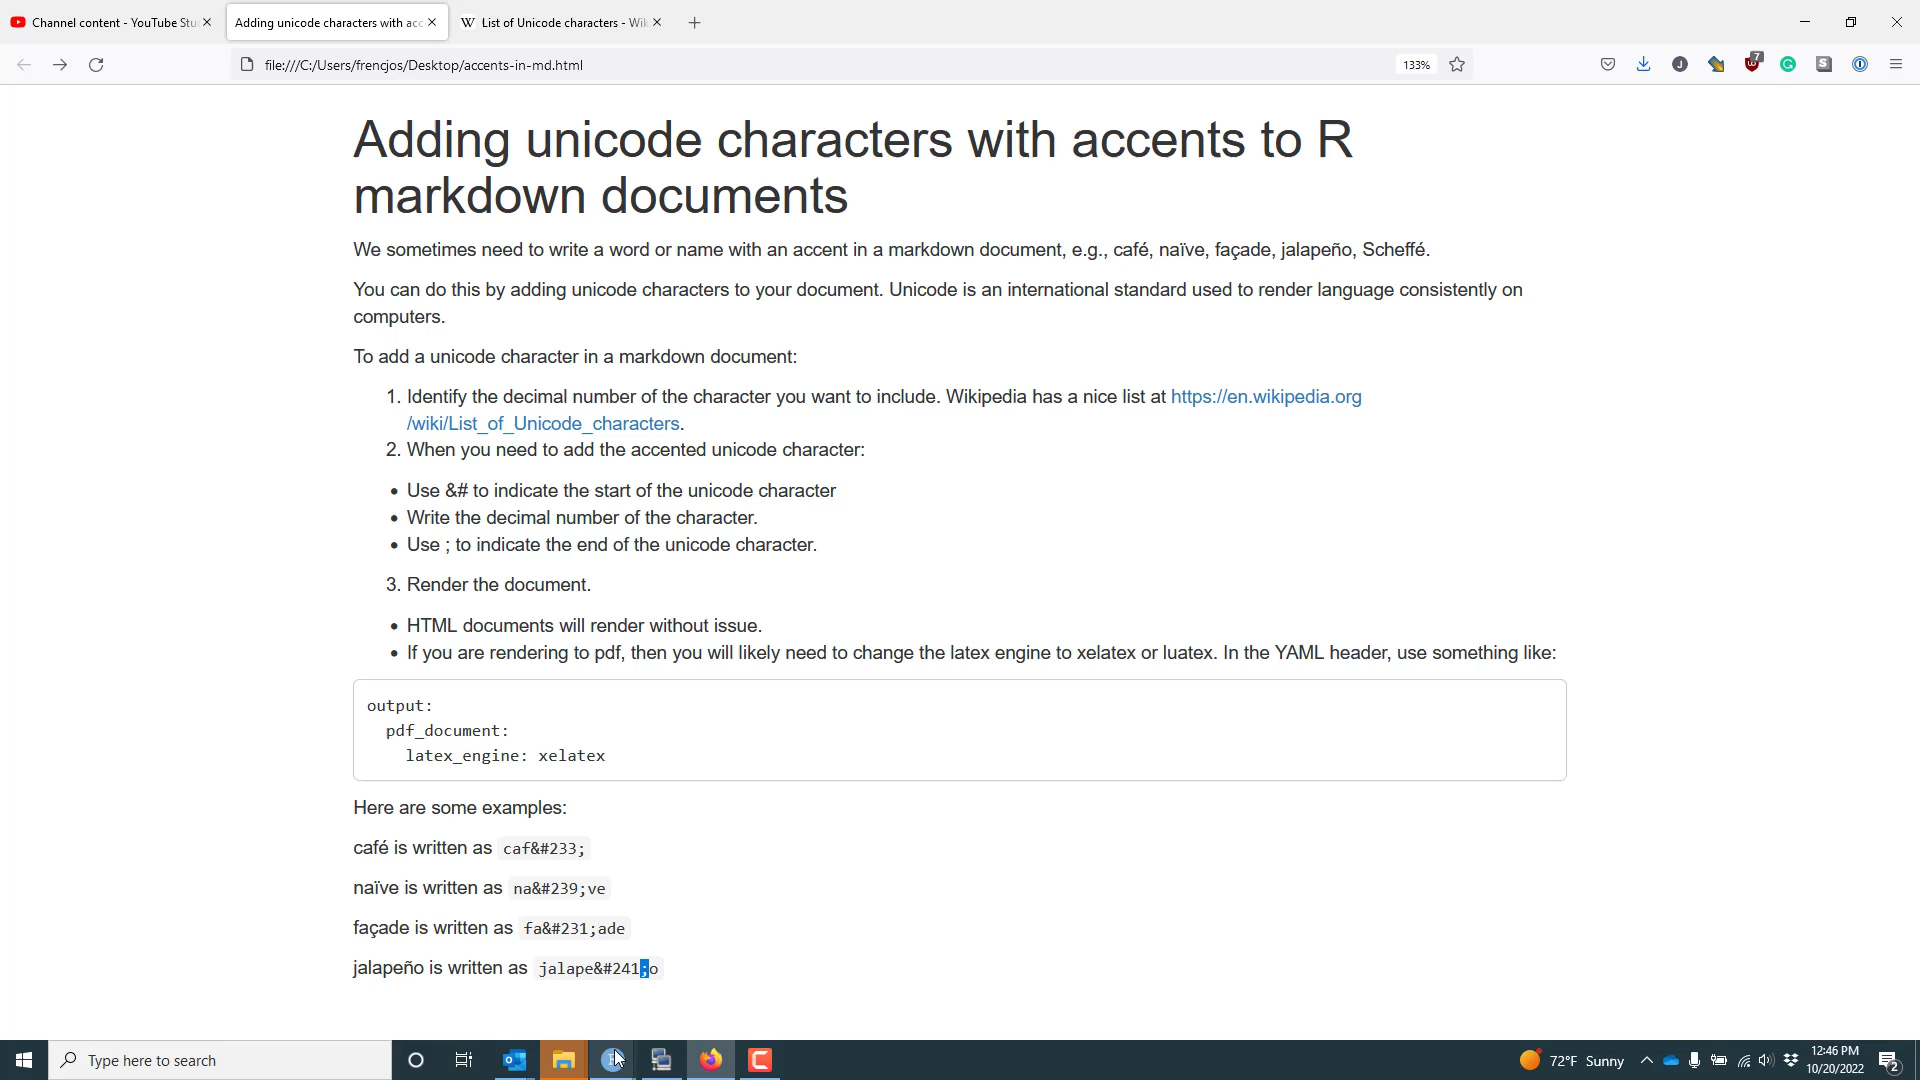 Channel content - YouTube Stu
Adding unicode characters with acc
W List of Unicode characters - Wik
file:///C:/Users/frencjos/Desktop/accents-in-md.html
133%
7
Adding unicode characters with accents to R
markdown documents
We sometimes need to write a word or name with an accent in a markdown document, e.g., café, naïve, façade, jalapeño, Scheffé.
You can do this by adding unicode characters to your document. Unicode is an international standard used to render language consistently on
computers.
To add a unicode character in a markdown document:
1. Identify the decimal number of the character you want to include. Wikipedia has a nice list at https://en.wikipedia.org
/wiki/List_of_Unicode_characters.
2. When you need to add the accented unicode character:
• Use &# to indicate the start of the unicode character
• Write the decimal number of the character.
• Use ; to indicate the end of the unicode character.
3. Render the document.
• HTML documents will render without issue.
• If you are rendering to pdf, then you will likely need to change the latex engine to xelatex or luatex. In the YAML header, use something like:
output:
pdf_document:
latex_engine: xelatex
Here are some examples:
café is written as caf&#233;
naïve is written as na&#239;ve
façade is written as fa&#231;ade
jalapeño is written as jalape&#241;o
Type here to search
72°F Sunny
12:46 PM
10/20/2022
2